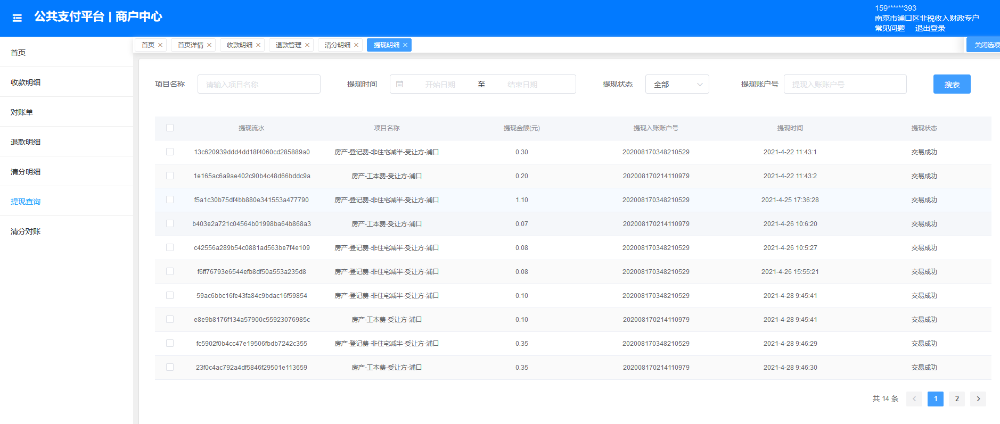 公共支付平台 | 商户中心
159******393
南京市浦口区非税收入财政专户
常见问题 退出登录
首页
收款明细
对账单
退款明细
清分明细
提现查询
清分对账
首页 首页详情 收款明细 退款管理 清分明细 提现明细 关闭选项
项目名称 请输入项目名称 提现时间 开始日期 至 结束日期 提现状态 全部 提现账户号 提现入账账户号 搜索
提现流水 项目名称 提现金额(元) 提现入账账户号 提现时间 提现状态
13c620939ddd4dd18f4060cd285889a0 房产-登记费-非住宅减半-受让方-浦口 0.30 202008170348210529 2021-4-22 11:43:1 交易成功
1e165ac6a9ae402c90b4c48d66bddc9a 房产-工本费-受让方-浦口 0.20 202008170214110979 2021-4-22 11:43:2 交易成功
f5a1c30b75df4bb880e341553a477790 房产-登记费-非住宅减半-受让方-浦口 1.10 202008170348210529 2021-4-25 17:36:28 交易成功
b403e2a721c04564b01998ba64b868a3 房产-工本费-受让方-浦口 0.07 202008170214110979 2021-4-26 10:6:20 交易成功
c42556a289b54c0881ad563be7f4e109 房产-登记费-非住宅减半-受让方-浦口 0.08 202008170348210529 2021-4-26 10:5:27 交易成功
f6ff76793e6544efb8df50a553a235d8 房产-登记费-非住宅减半-受让方-浦口 0.08 202008170348210529 2021-4-26 15:55:21 交易成功
59ac6bbc16fe43fa84c9bdac16f59854 房产-登记费-非住宅减半-受让方-浦口 0.10 202008170348210529 2021-4-28 9:45:41 交易成功
e8e9b8176f134a57900c55923076985c 房产-工本费-受让方-浦口 0.10 202008170214110979 2021-4-28 9:45:41 交易成功
fc5902f0b4cc47e19506fbdb7242c355 房产-登记费-非住宅减半-受让方-浦口 0.35 202008170348210529 2021-4-28 9:46:29 交易成功
23f0c4ac792a4df5846f29501e113659 房产-工本费-受让方-浦口 0.35 202008170214110979 2021-4-28 9:46:30 交易成功
共 14 条 1 2